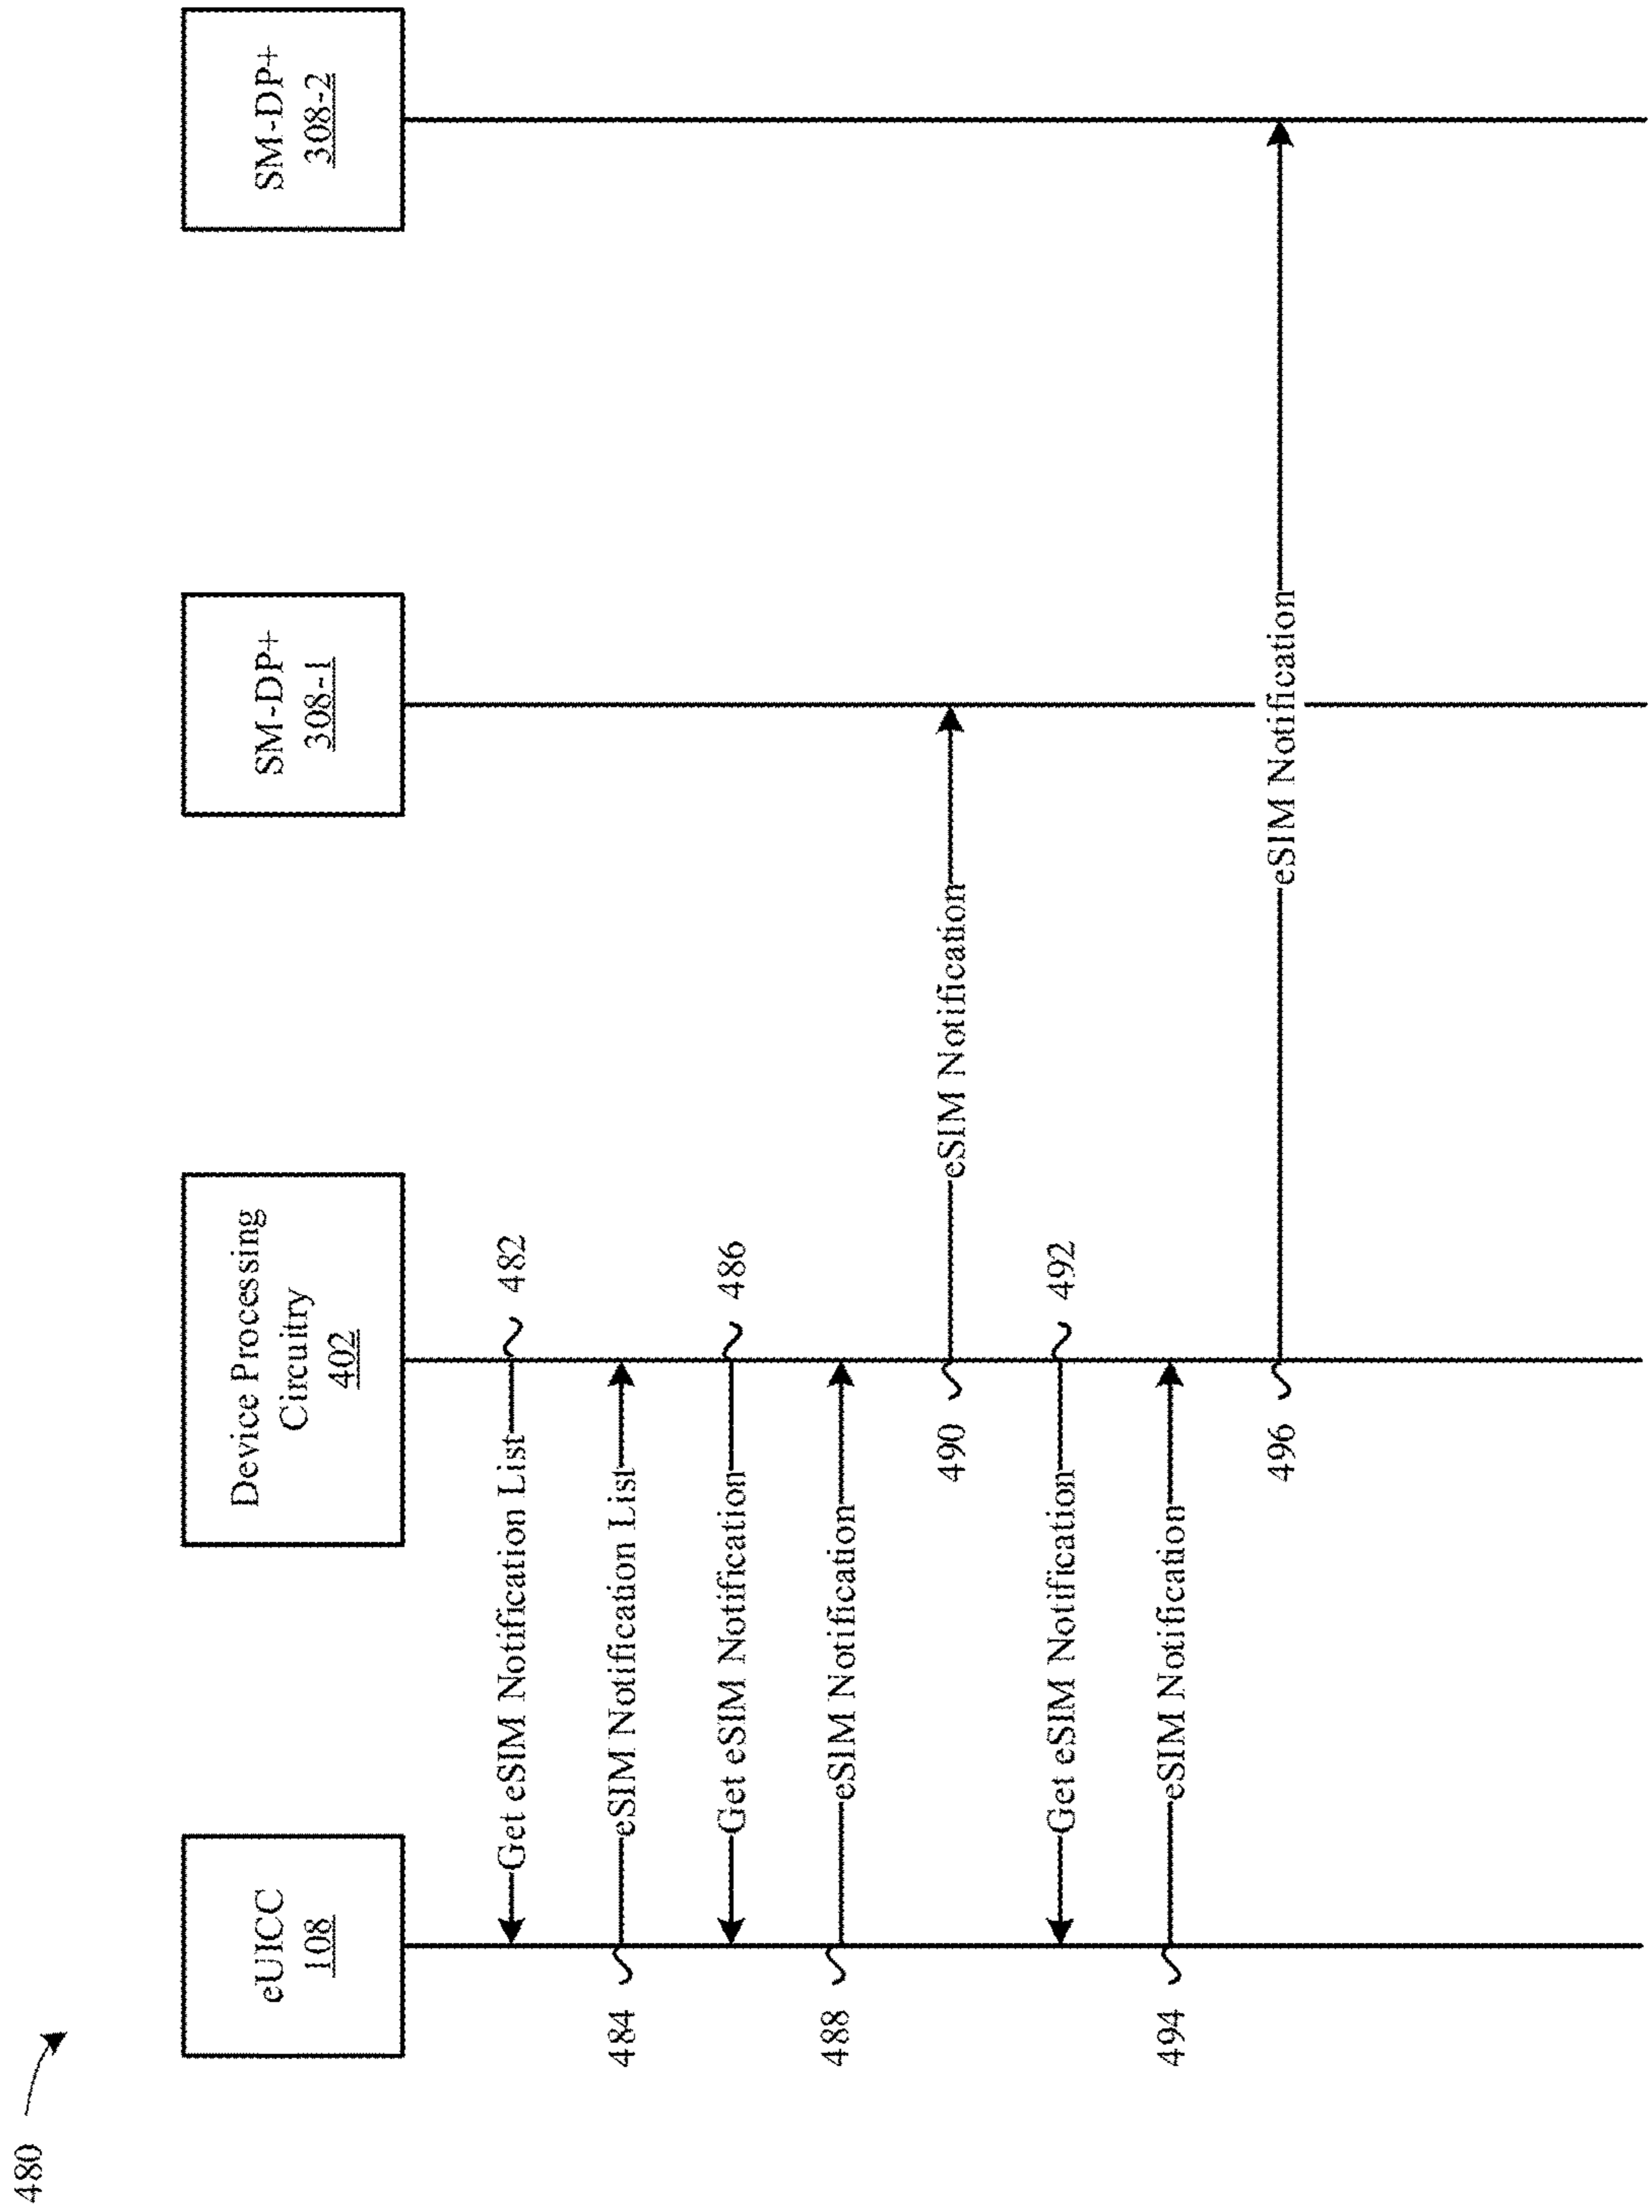 480
eUICC
108
Device Processing
Circuitry
402
SM-DP+
308-1
SM-DP+
308-2
Get eSIM Notification List
482
484
eSIM Notification List
Get eSIM Notification
486
488
eSIM Notification
490
eSIM Notification
Get eSIM Notification
492
494
eSIM Notification
496
eSIM Notification